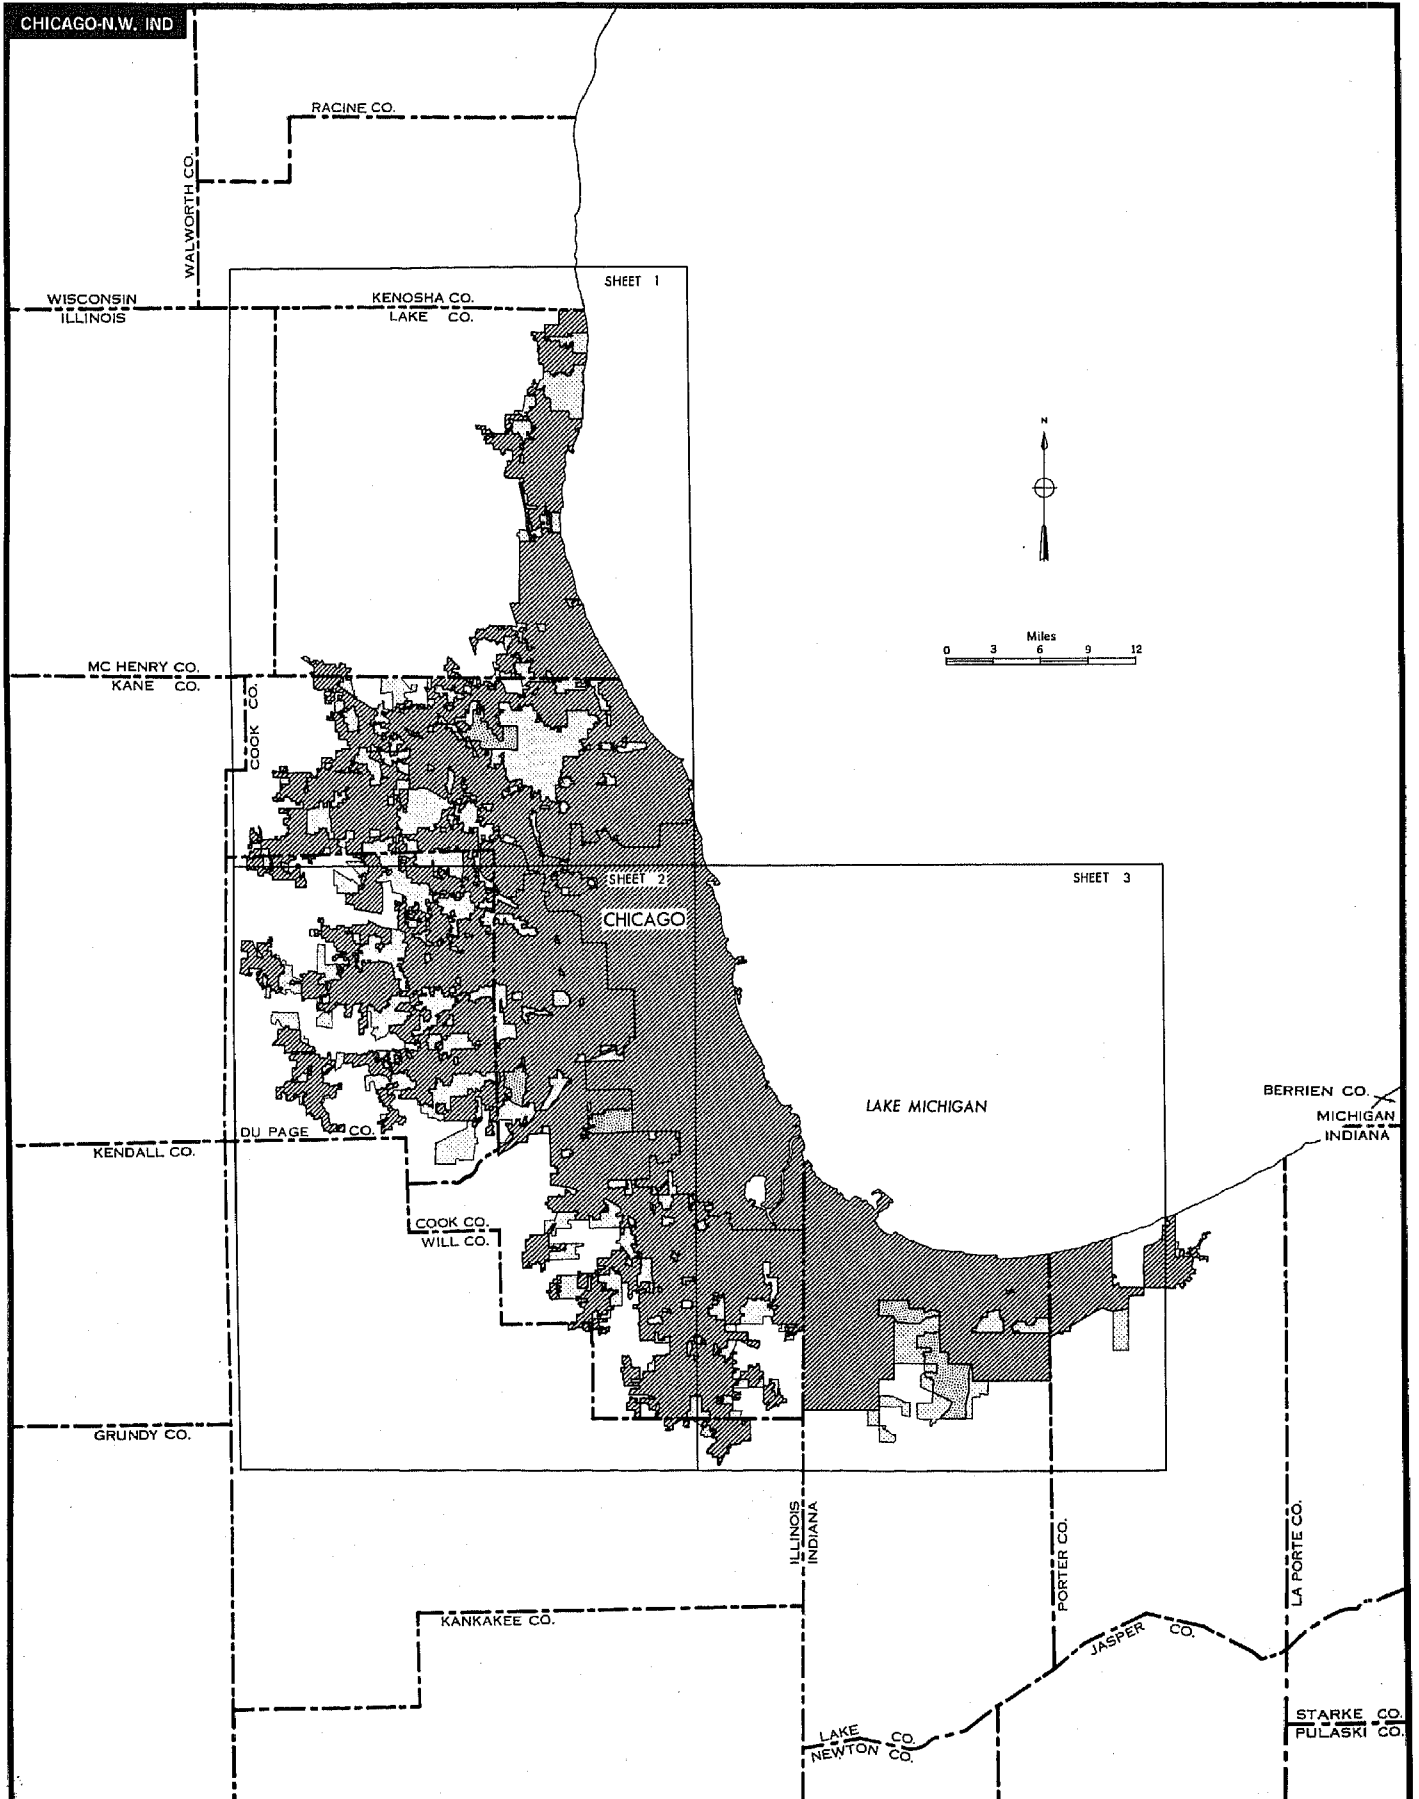 CHICAGO-N.W. IND
RACINE CO.
WALWORTH CO.
SHEET 1
WISCONSIN
ILLINOIS
KENOSHA CO.
LAKE CO.
N
Miles
0 3 6 9 12
MC HENRY CO.
KANE CO.
COOK CO.
SHEET 2
SHEET 3
CHICAGO
LAKE MICHIGAN
BERRIEN CO.
MICHIGAN
INDIANA
DU PAGE CO.
KENDALL CO.
COOK CO.
WILL CO.
GRUNDY CO.
ILLINOIS
INDIANA
PORTER CO.
LA PORTE CO.
KANKAKEE CO.
JASPER CO.
LAKE CO.
NEWTON CO.
STARKE CO.
PULASKI CO.